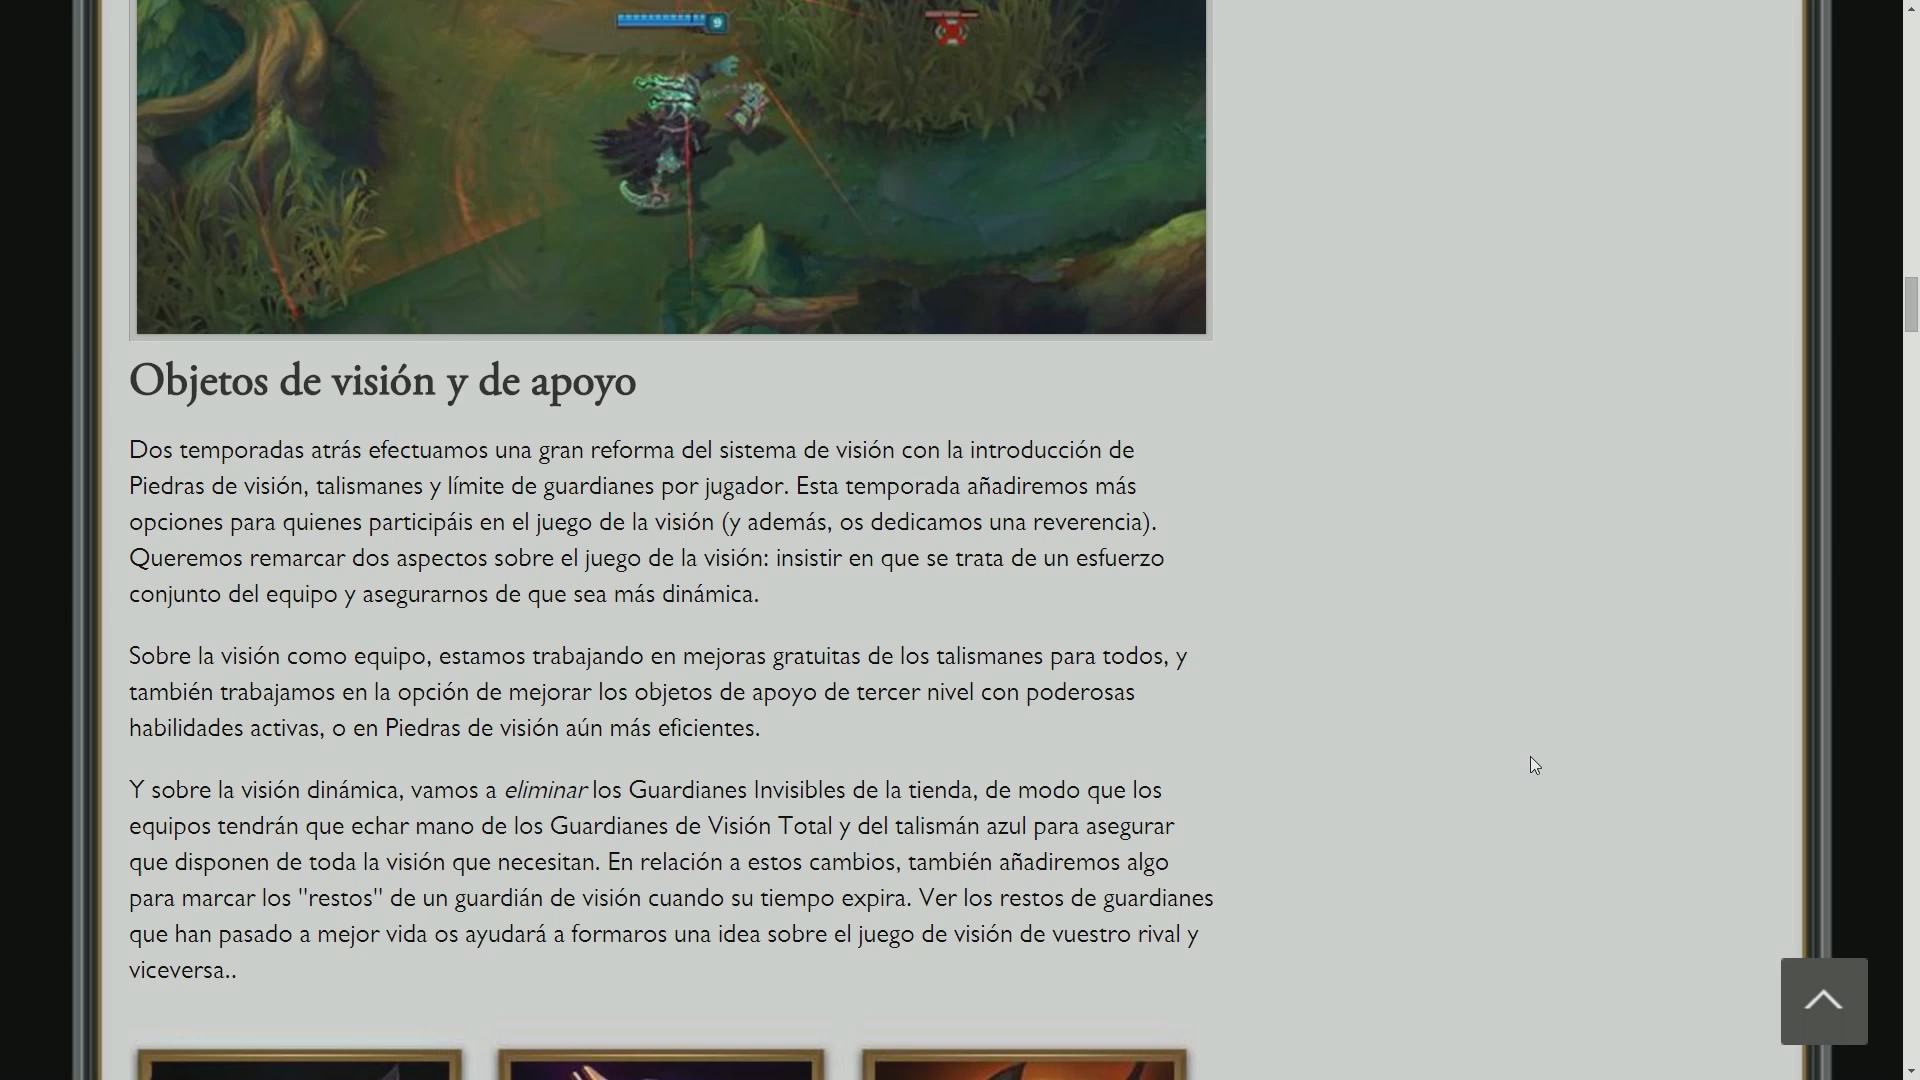 9
Objetos de visión y de apoyo
Dos temporadas atrás efectuamos una gran reforma del sistema de visión con la introducción de
Piedras de visión, talismanes y límite de guardianes por jugador. Esta temporada añadiremos más
opciones para quienes participáis en el juego de la visión (y además, os dedicamos una reverencia).
Queremos remarcar dos aspectos sobre el juego de la visión: insistir en que se trata de un esfuerzo
conjunto del equipo y asegurarnos de que sea más dinámica.
Sobre la visión como equipo, estamos trabajando en mejoras gratuitas de los talismanes para todos, y
también trabajamos en la opción de mejorar los objetos de apoyo de tercer nivel con poderosas
habilidades activas, o en Piedras de visión aún más eficientes.
Y sobre la visión dinámica, vamos a eliminar los Guardianes Invisibles de la tienda, de modo que los
equipos tendrán que echar mano de los Guardianes de Visión Total y del talismán azul para asegurar
que disponen de toda la visión que necesitan. En relación a estos cambios, también añadiremos algo
para marcar los "restos" de un guardián de visión cuando su tiempo expira. Ver los restos de guardianes
que han pasado a mejor vida os ayudará a formaros una idea sobre el juego de visión de vuestro rival y
viceversa..